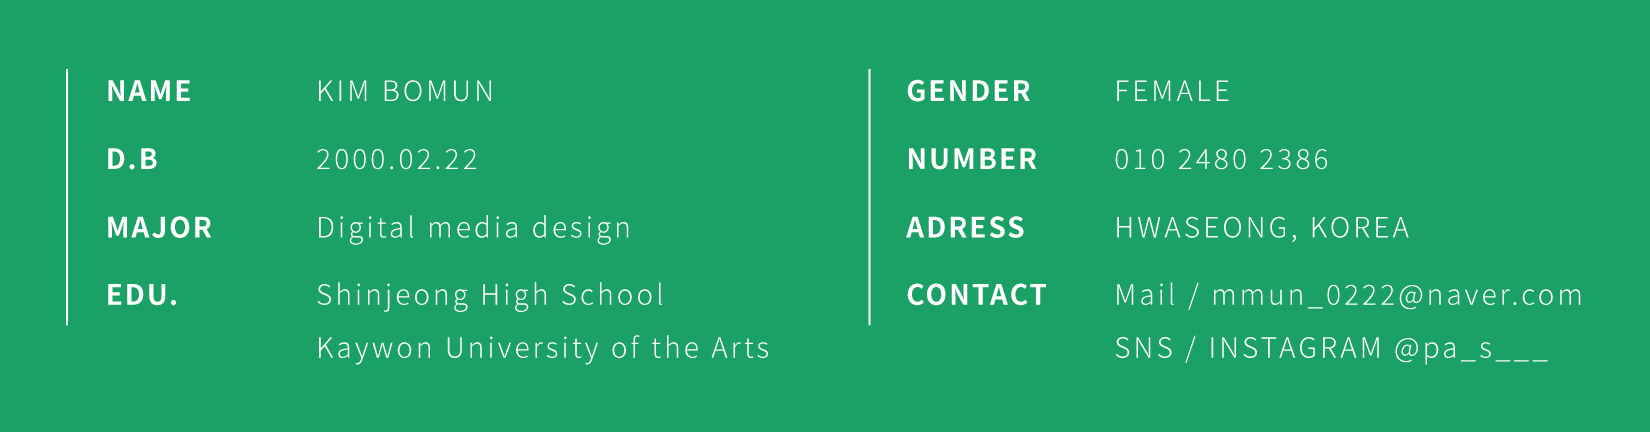 NAME KIM BOMUN
D.B 2000.02.22
MAJOR Digital media design
EDU. Shinjeong High School
Kaywon University of the Arts
GENDER FEMALE
NUMBER 010 2480 2386
ADRESS HWASEONG, KOREA
CONTACT Mail / mmun_0222@naver.com
SNS / INSTAGRAM @pa_s___